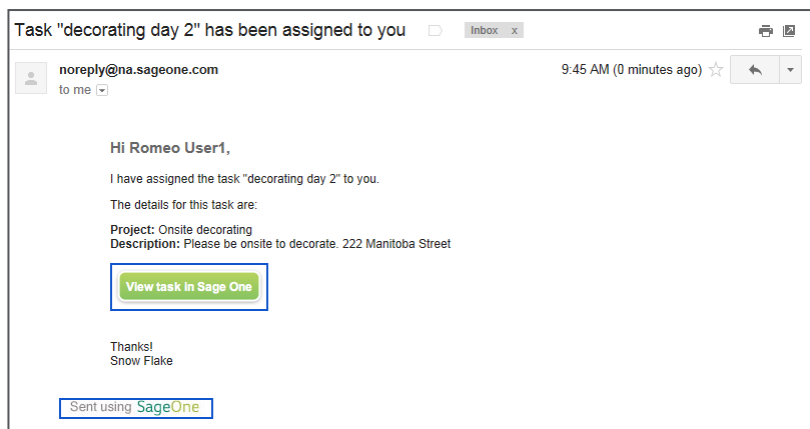 Task "decorating day 2" has been assigned to you Inbox x
noreply@na.sageone.com 9:45 AM (0 minutes ago)
to me
Hi Romeo User1,
I have assigned the task "decorating day 2" to you.
The details for this task are:
Project: Onsite decorating
Description: Please be onsite to decorate. 222 Manitoba Street
View task in Sage One
Thanks!
Snow Flake
Sent using SageOne